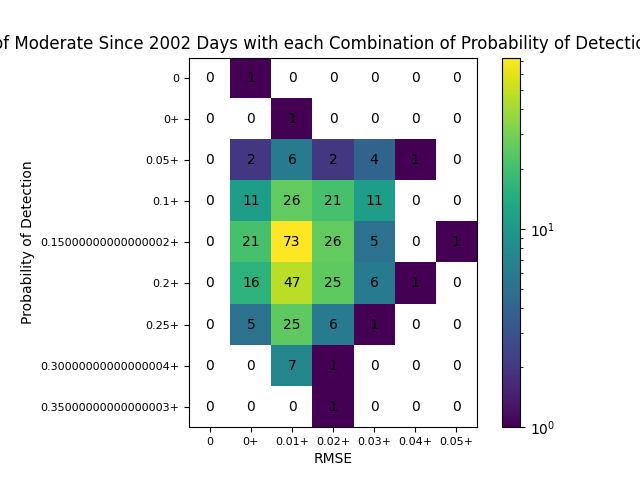 of Moderate Since 2002 Days with each Combination of Probability of Detectio
Probability of Detection
0 0 1 0 0 0 0 0
0+ 0 0 1 0 0 0 0
0.05+ 0 2 6 2 4 1 0
0.1+ 0 11 26 21 11 0 0
0.15000000000000002+ 0 21 73 26 5 0 1
0.2+ 0 16 47 25 6 1 0
0.25+ 0 5 25 6 1 0 0
0.30000000000000004+ 0 0 7 1 0 0 0
0.35000000000000003+ 0 0 0 1 0 0 0
0 0+ 0.01+ 0.02+ 0.03+ 0.04+ 0.05+
RMSE
10¹
10⁰